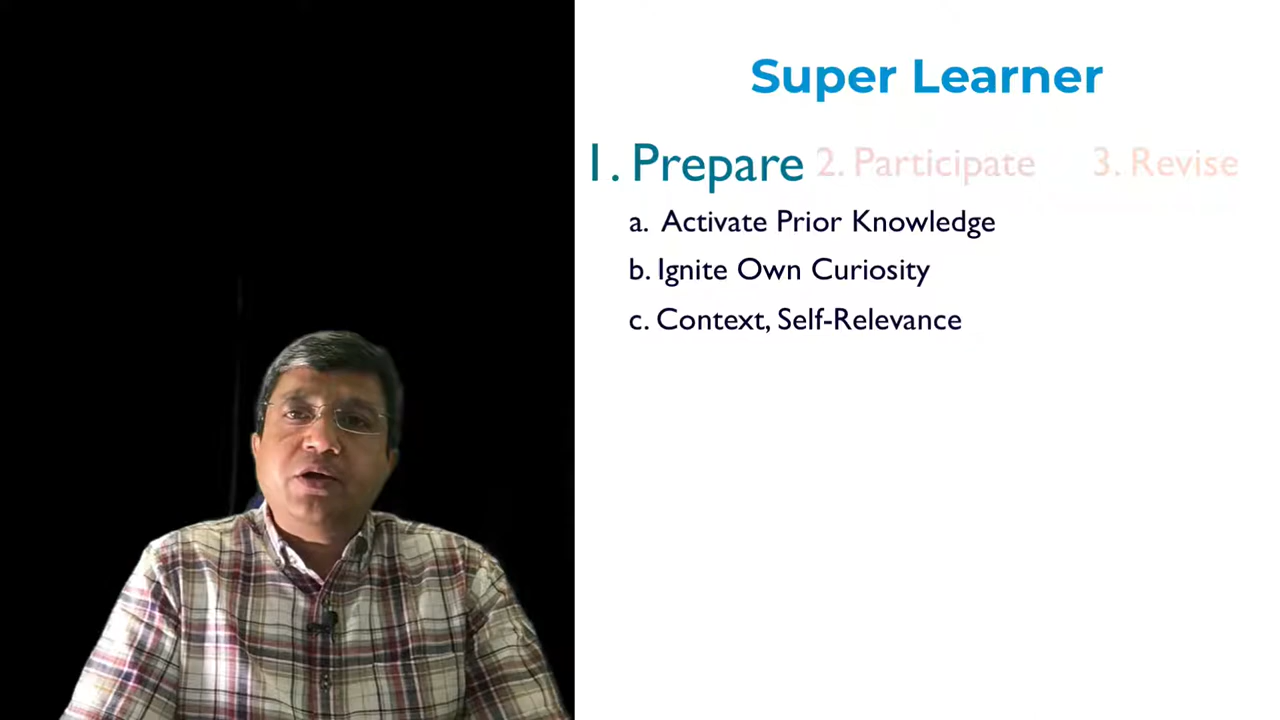 Super Learner
1. Prepare 2. Participate 3. Revise
a. Activate Prior Knowledge
b. Ignite Own Curiosity
c. Context, Self-Relevance